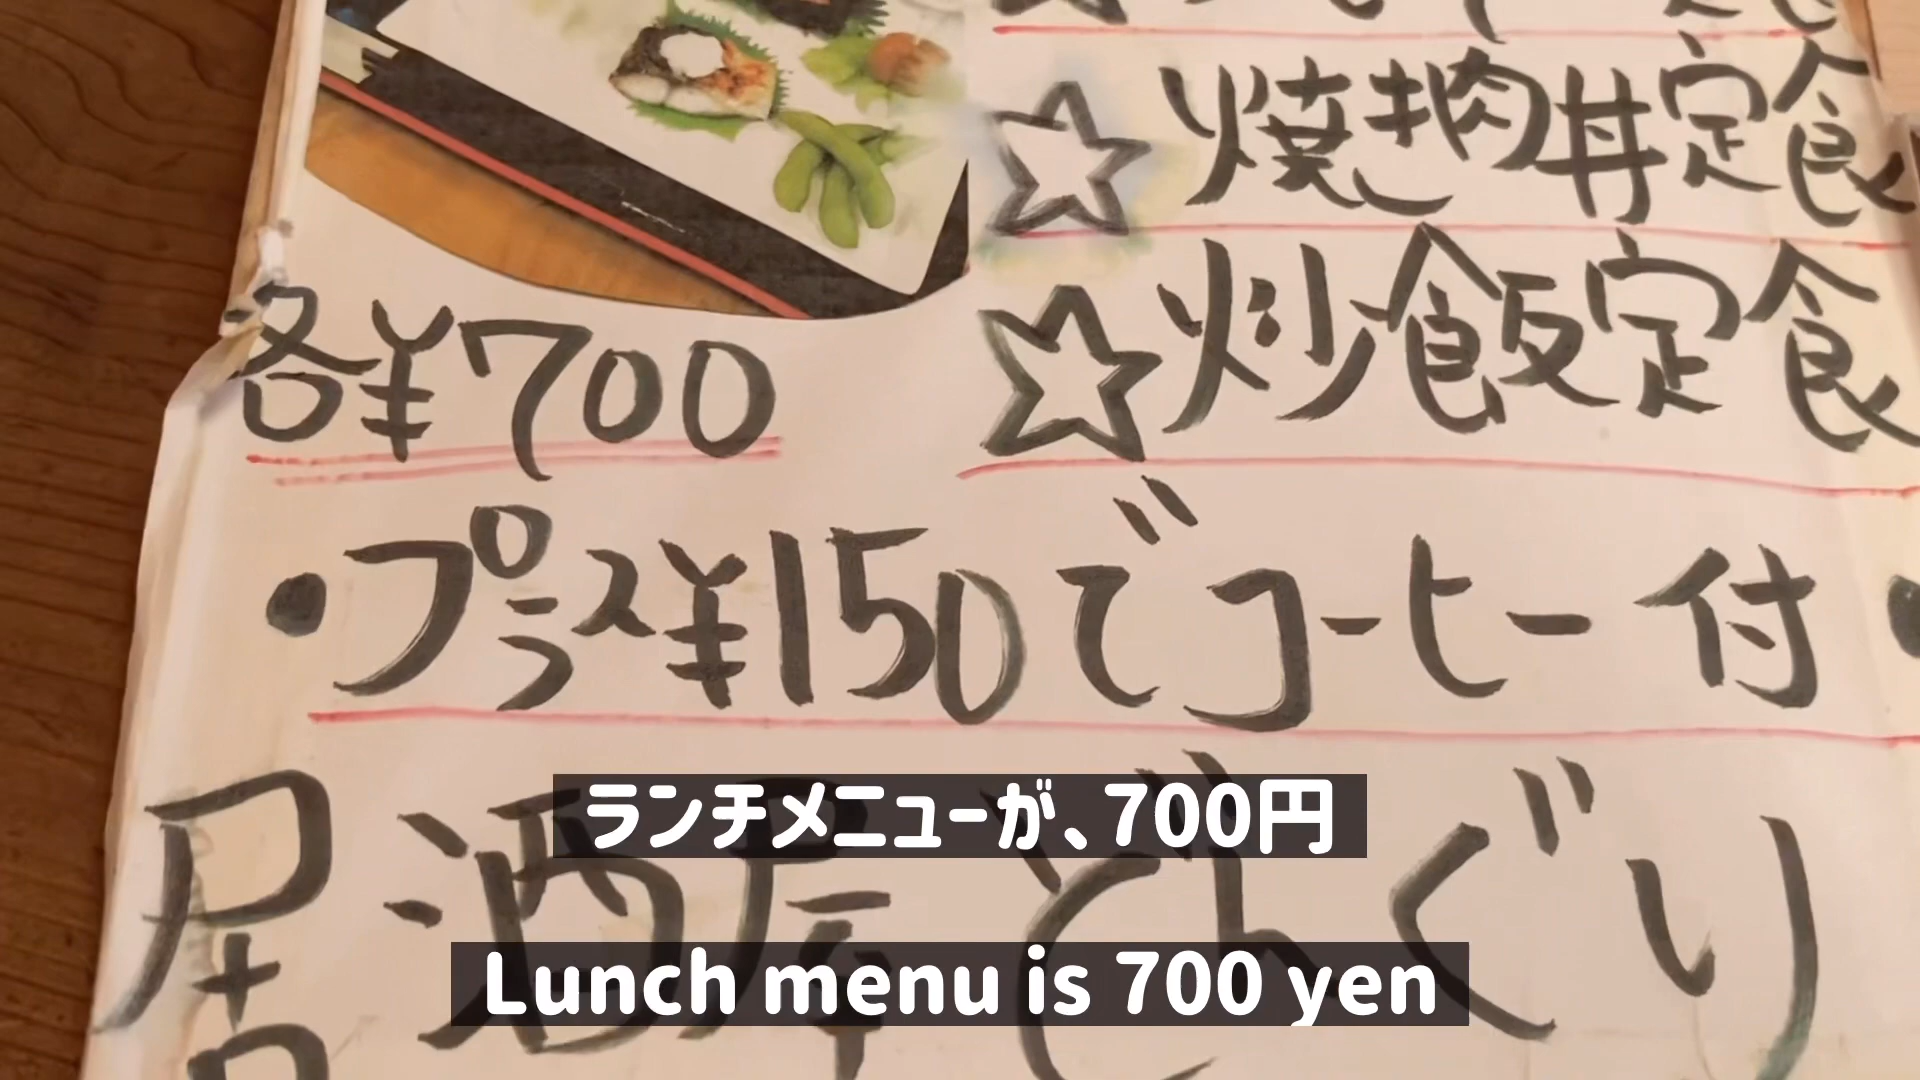 ☆焼き肉丼定食
☆炒飯定食
各¥700
・プラス¥150でコーヒー付
居酒屋 どんぐり
ランチメニューが、700円
Lunch menu is 700 yen